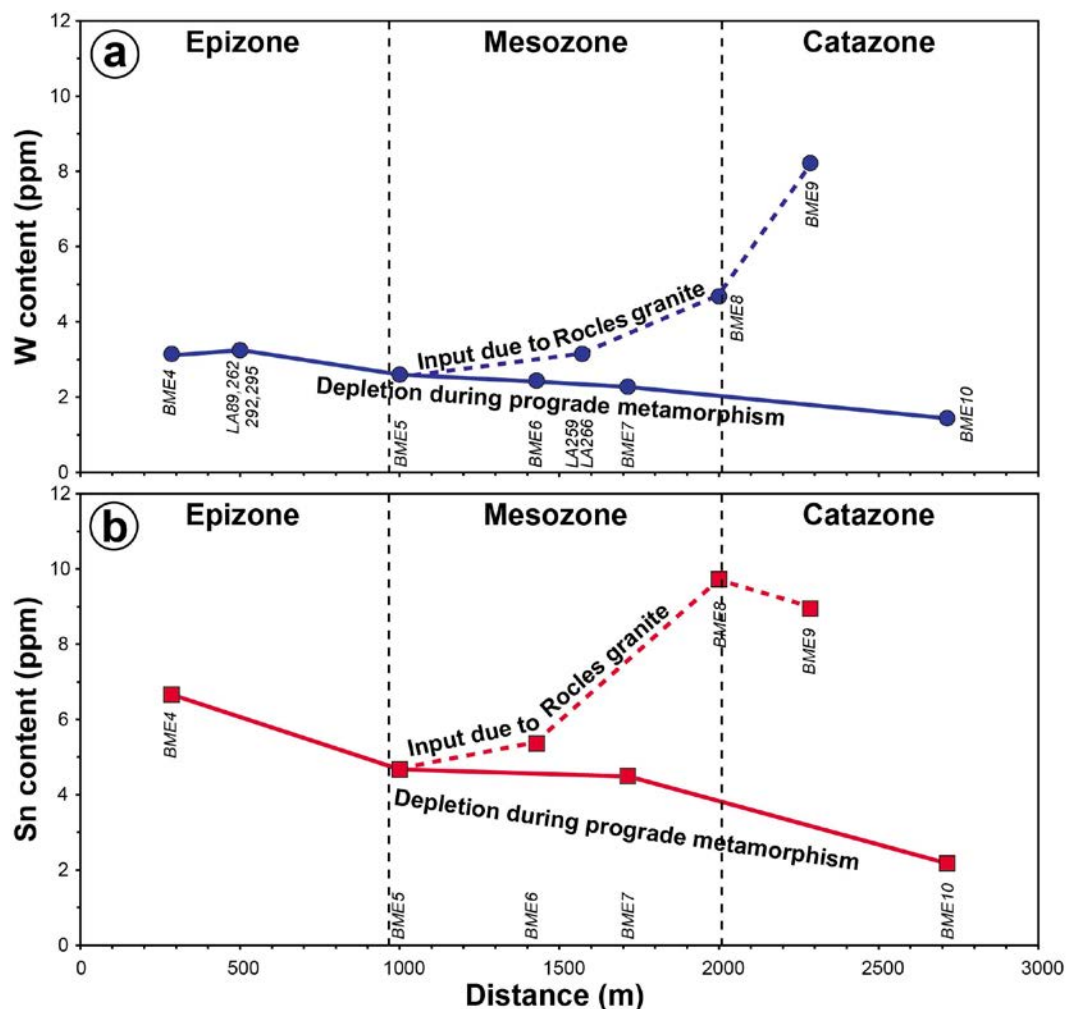 a
Epizone
Mesozone
Catazone
W content (ppm)
12
10
8
6
4
2
0
BME4
LA89,262
292,295
BME5
BME6
LA259
LA266
BME7
BME8
BME9
BME10
Input due to Rocles granite
Depletion during prograde metamorphism
b
Epizone
Mesozone
Catazone
Sn content (ppm)
12
10
8
6
4
2
0
BME4
BME5
BME6
BME7
BME8
BME9
BME10
Input due to Rocles granite
Depletion during prograde metamorphism
0
500
1000
1500
2000
2500
3000
Distance (m)